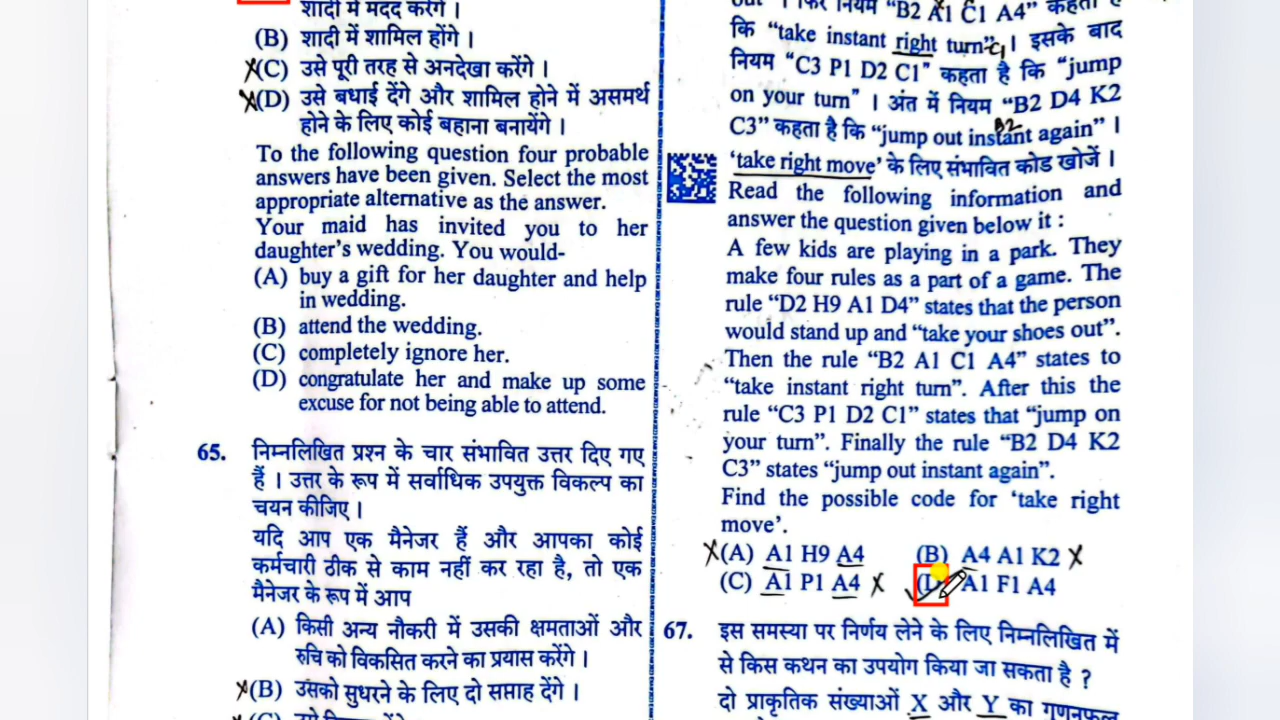 शादी में मदद करेंगे ।
(B) शादी में शामिल होंगे ।
(C) उसे पूरी तरह से अनदेखा करेंगे ।
(D) उसे बधाई देंगे और शामिल होने में असमर्थ
होने के लिए कोई बहाना बनायेंगे ।
To the following question four probable
answers have been given. Select the most
appropriate alternative as the answer.
Your maid has invited you to her
daughter's wedding. You would-
(A) buy a gift for her daughter and help
in wedding.
(B) attend the wedding.
(C) completely ignore her.
(D) congratulate her and make up some
excuse for not being able to attend.
65. निम्नलिखित प्रश्न के चार संभावित उत्तर दिए गए
हैं । उत्तर के रूप में सर्वाधिक उपयुक्त विकल्प का
चयन कीजिए ।
यदि आप एक मैनेजर हैं और आपका कोई
कर्मचारी ठीक से काम नहीं कर रहा है, तो एक
मैनेजर के रूप में आप
(A) किसी अन्य नौकरी में उसकी क्षमताओं और
रुचि को विकसित करने का प्रयास करेंगे ।
(B) उसको सुधरने के लिए दो सप्ताह देंगे ।
out" । फिर नियम "B2 A1 C1 A4" कहता है
कि "take instant right turn" । इसके बाद
C1
नियम "C3 P1 D2 C1" कहता है कि "jump
on your turn" । अंत में नियम "B2 D4 K2
C3" कहता है कि "jump out instant again" ।
B2
'take right move' के लिए संभावित कोड खोजें ।
Read the following information and
answer the question given below it :
A few kids are playing in a park. They
make four rules as a part of a game. The
rule "D2 H9 A1 D4" states that the person
would stand up and "take your shoes out".
Then the rule "B2 A1 C1 A4" states to
"take instant right turn". After this the
rule "C3 P1 D2 C1" states that "jump on
your turn". Finally the rule "B2 D4 K2
C3" states "jump out instant again".
Find the possible code for 'take right
move'.
(A) A1 H9 A4 (B) A4 A1 K2
(C) A1 P1 A4 (D) A1 F1 A4
67. इस समस्या पर निर्णय लेने के लिए निम्नलिखित में
से किस कथन का उपयोग किया जा सकता है ?
दो प्राकृतिक संख्याओं X और Y का गुणनफल